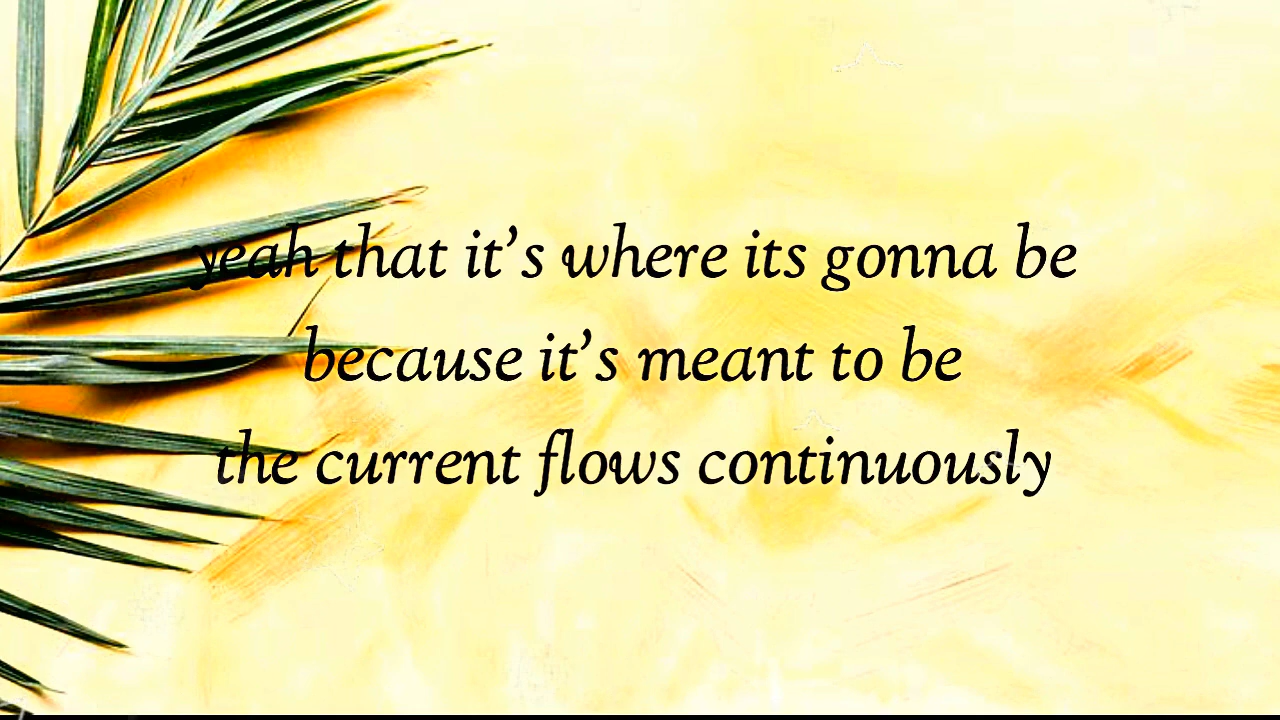 yeah that it’s where its gonna be
because it’s meant to be
the current flows continuously